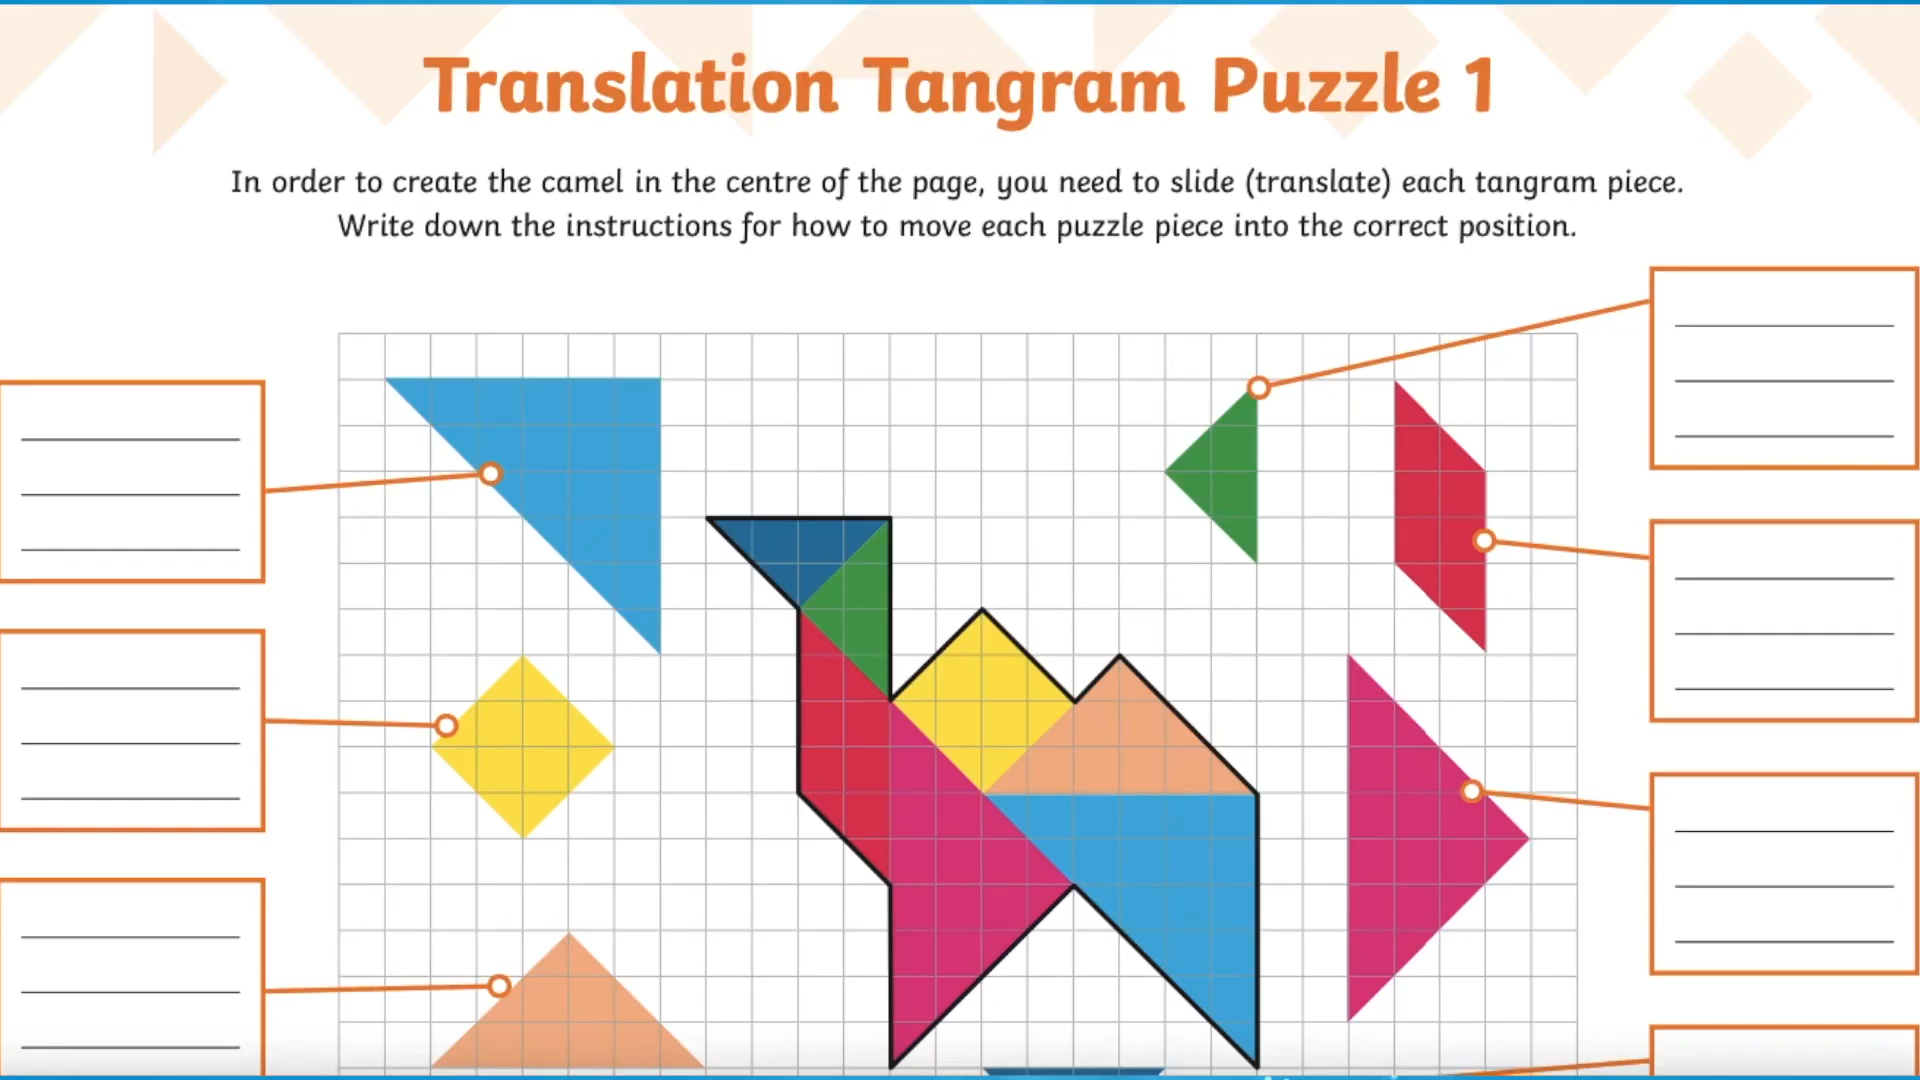 Translation Tangram Puzzle 1
In order to create the camel in the centre of the page, you need to slide (translate) each tangram piece.
Write down the instructions for how to move each puzzle piece into the correct position.